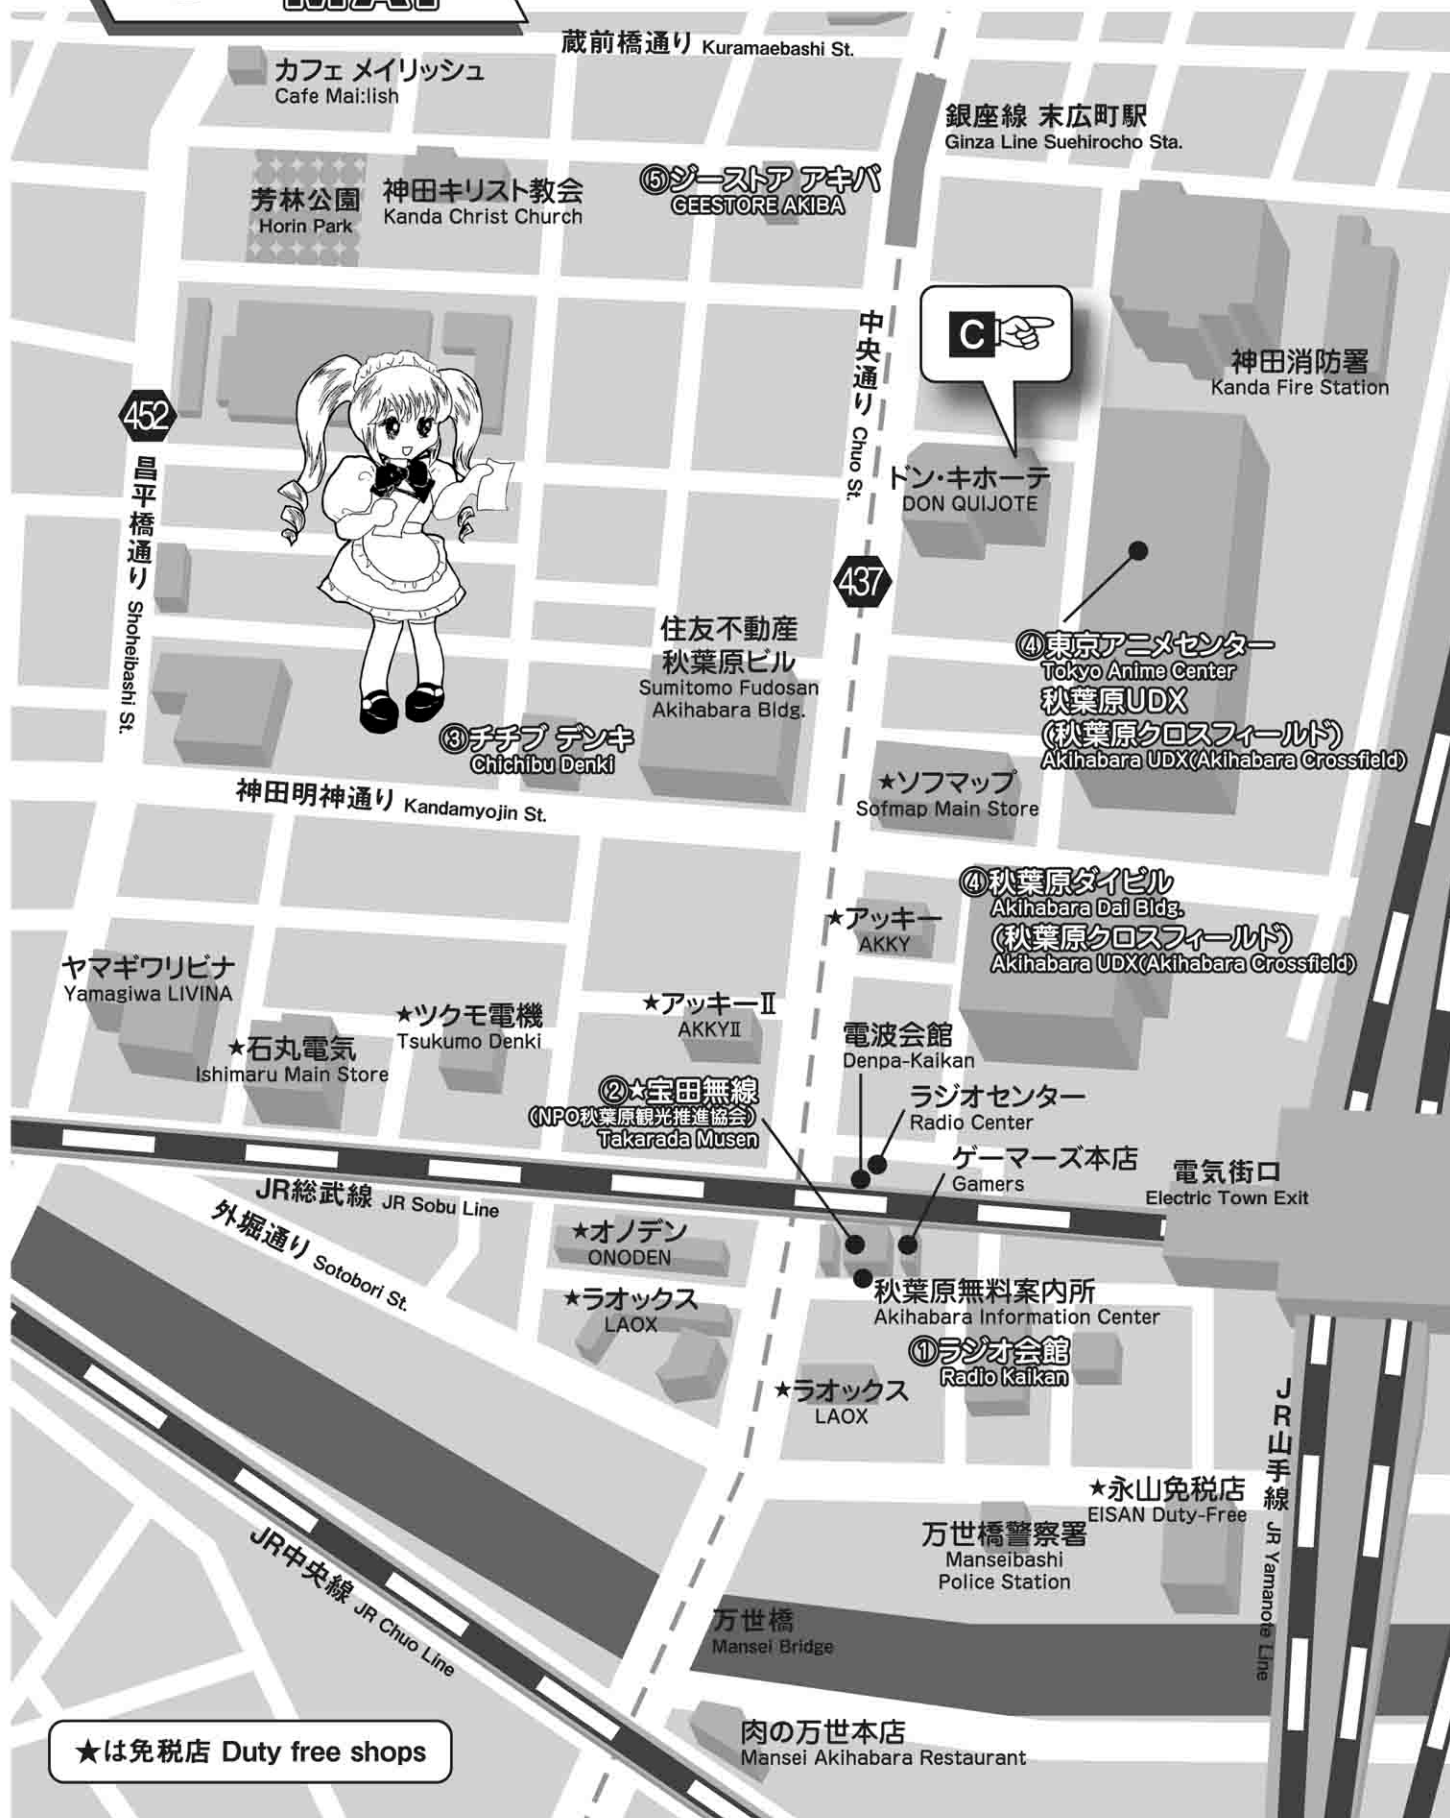 MAP
蔵前橋通り Kuramaebashi St.
カフェ メイリッシュ
Cafe Mai:lish
銀座線 末広町駅
Ginza Line Suehirocho Sta.
芳林公園
Horin Park
神田キリスト教会
Kanda Christ Church
⑤ジーストア アキバ
GEESTORE AKIBA
中央通り Chuo St.
C
神田消防署
Kanda Fire Station
452
昌平橋通り Shoheibashi St.
ドン・キホーテ
DON QUIJOTE
437
住友不動産
秋葉原ビル
Sumitomo Fudosan
Akihabara Bldg.
④東京アニメセンター
Tokyo Anime Center
秋葉原UDX
(秋葉原クロスフィールド)
Akihabara UDX(Akihabara Crossfield)
③チチブ デンキ
Chichibu Denki
★ソフマップ
Sofmap Main Store
神田明神通り Kandamyojin St.
④秋葉原ダイビル
Akihabara Dai Bldg.
(秋葉原クロスフィールド)
Akihabara UDX(Akihabara Crossfield)
★アッキー
AKKY
ヤマギワリビナ
Yamagiwa LIVINA
★石丸電気
Ishimaru Main Store
★ツクモ電機
Tsukumo Denki
★アッキーⅡ
AKKYⅡ
電波会館
Denpa-Kaikan
②★宝田無線
(NPO秋葉原観光推進協会)
Takarada Musen
ラジオセンター
Radio Center
ゲーマーズ本店
Gamers
電気街口
Electric Town Exit
JR総武線 JR Sobu Line
外堀通り Sotobori St.
★オノデン
ONODEN
★ラオックス
LAOX
秋葉原無料案内所
Akihabara Information Center
①ラジオ会館
Radio Kaikan
★ラオックス
LAOX
JR山手線 JR Yamanote Line
★永山免税店
EISAN Duty-Free
万世橋警察署
Manseibashi
Police Station
JR中央線 JR Chuo Line
万世橋
Mansei Bridge
肉の万世本店
Mansei Akihabara Restaurant
★は免税店 Duty free shops